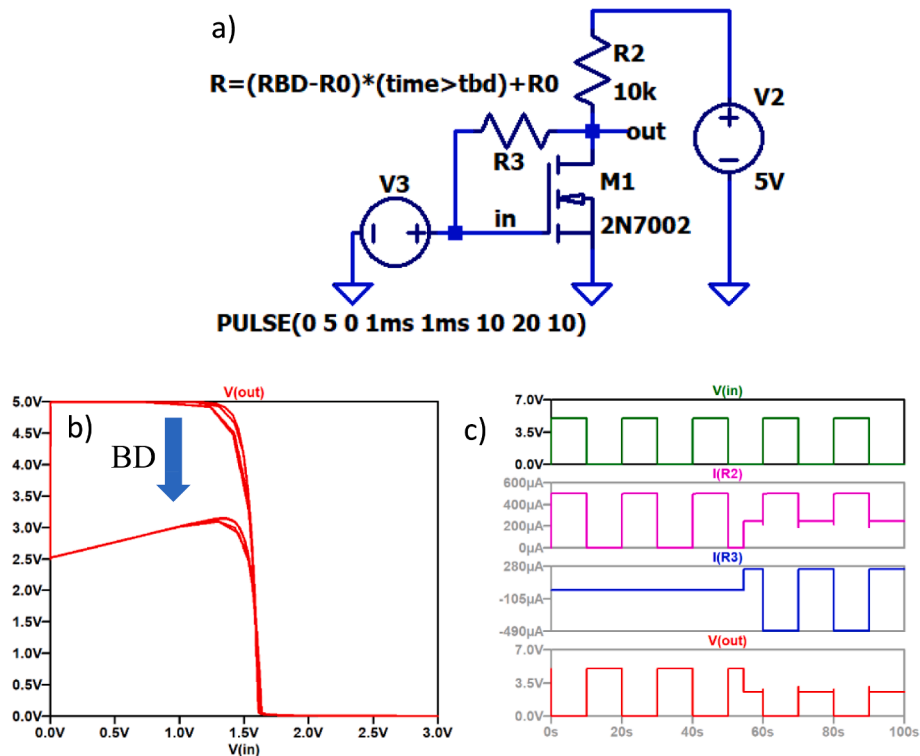 a)
R=(RBD-R0)*(time>tbd)+R0
R2
10k
V2
out
R3
M1
5V
V3
in
2N7002
PULSE(0 5 0 1ms 1ms 10 20 10)
b)
V(out)
5.0V
4.5V
4.0V
3.5V
3.0V
2.5V
2.0V
1.5V
1.0V
0.5V
0.0V
BD
0.0V 0.5V 1.0V 1.5V 2.0V 2.5V 3.0V
V(in)
c)
V(in)
7.0V
3.5V
0.0V
I(R2)
600µA
400µA
200µA
0µA
I(R3)
280µA
-105µA
-490µA
V(out)
7.0V
3.5V
0.0V
0s 20s 40s 60s 80s 100s